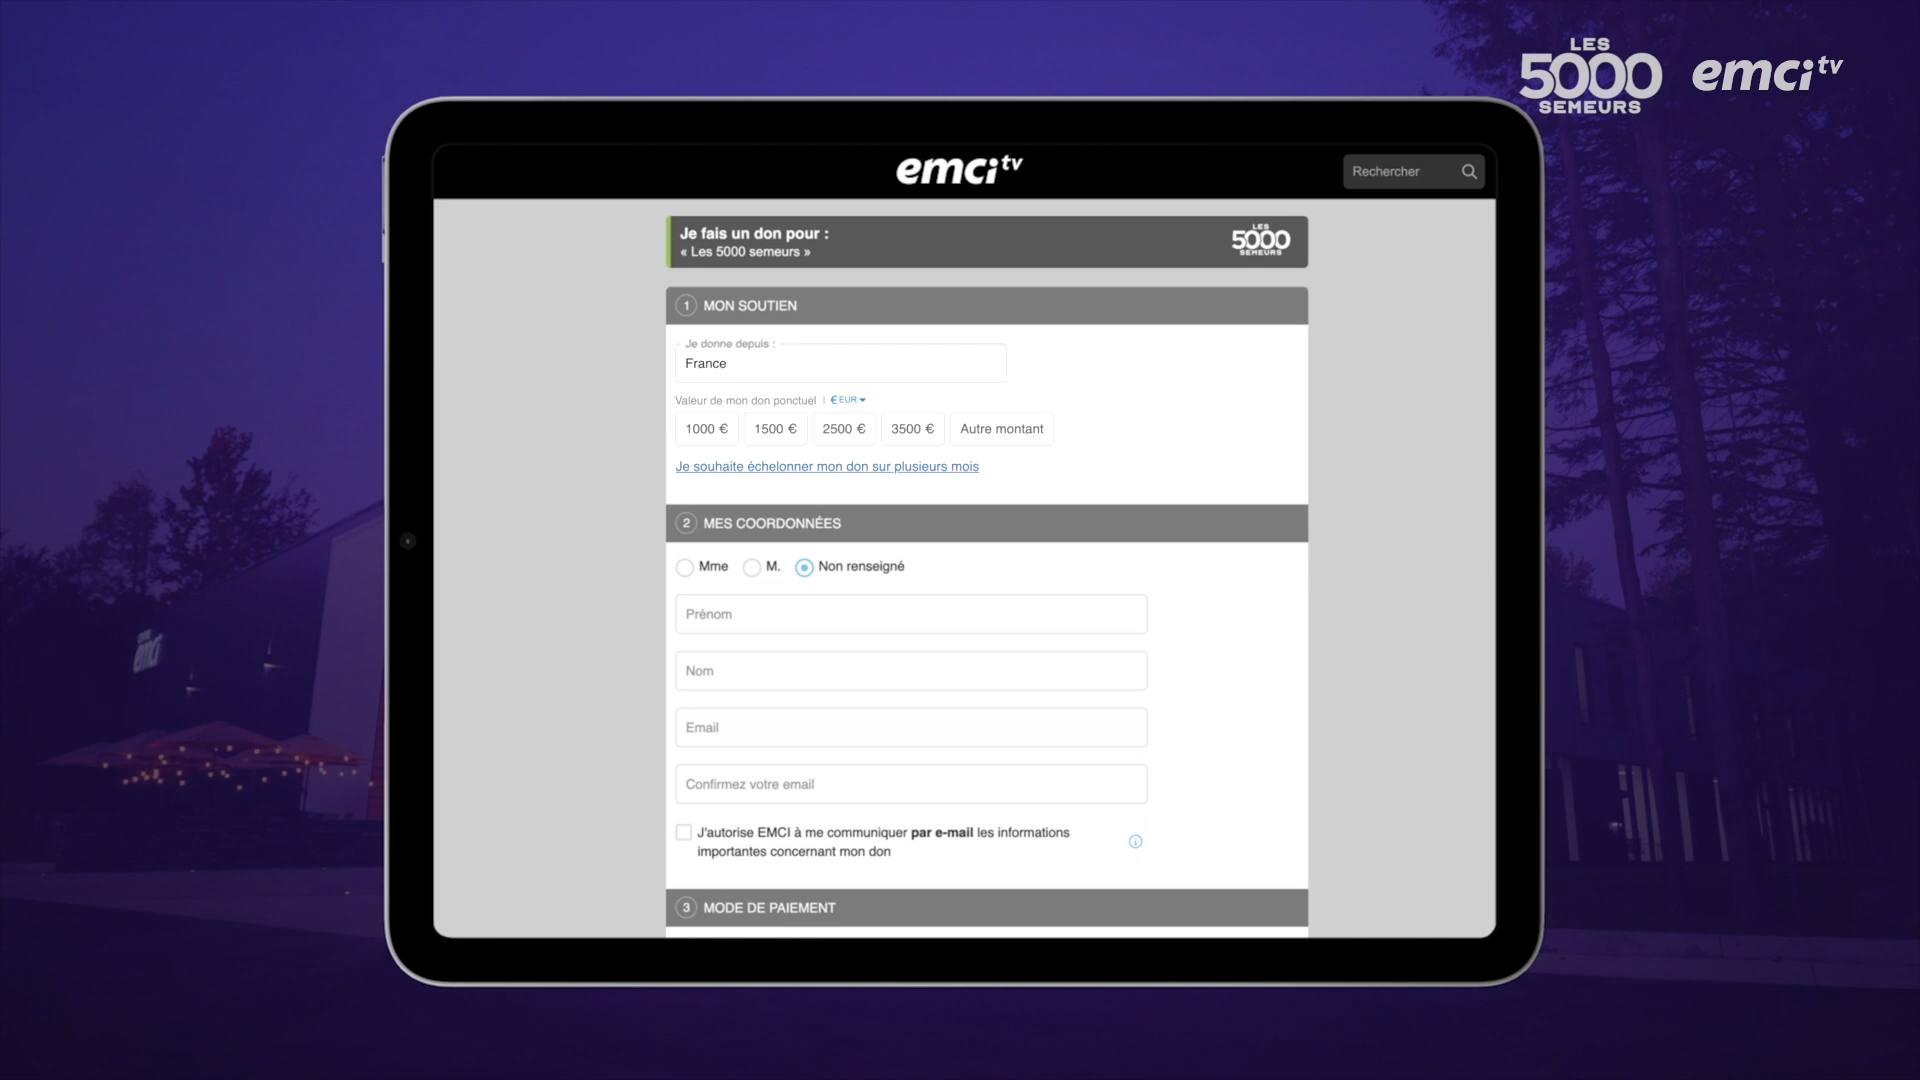 LES
5000
SEMEURS
emci tv
emci tv
Rechercher
Je fais un don pour :
« Les 5000 semeurs »
LES
5000
SEMEURS
1 MON SOUTIEN
Je donne depuis :
France
Valeur de mon don ponctuel | € EUR
1000 € 1500 € 2500 € 3500 € Autre montant
Je souhaite échelonner mon don sur plusieurs mois
2 MES COORDONNÉES
Mme M. Non renseigné
Prénom
Nom
Email
Confirmez votre email
J'autorise EMCI à me communiquer par e-mail les informations
importantes concernant mon don
3 MODE DE PAIEMENT
emci